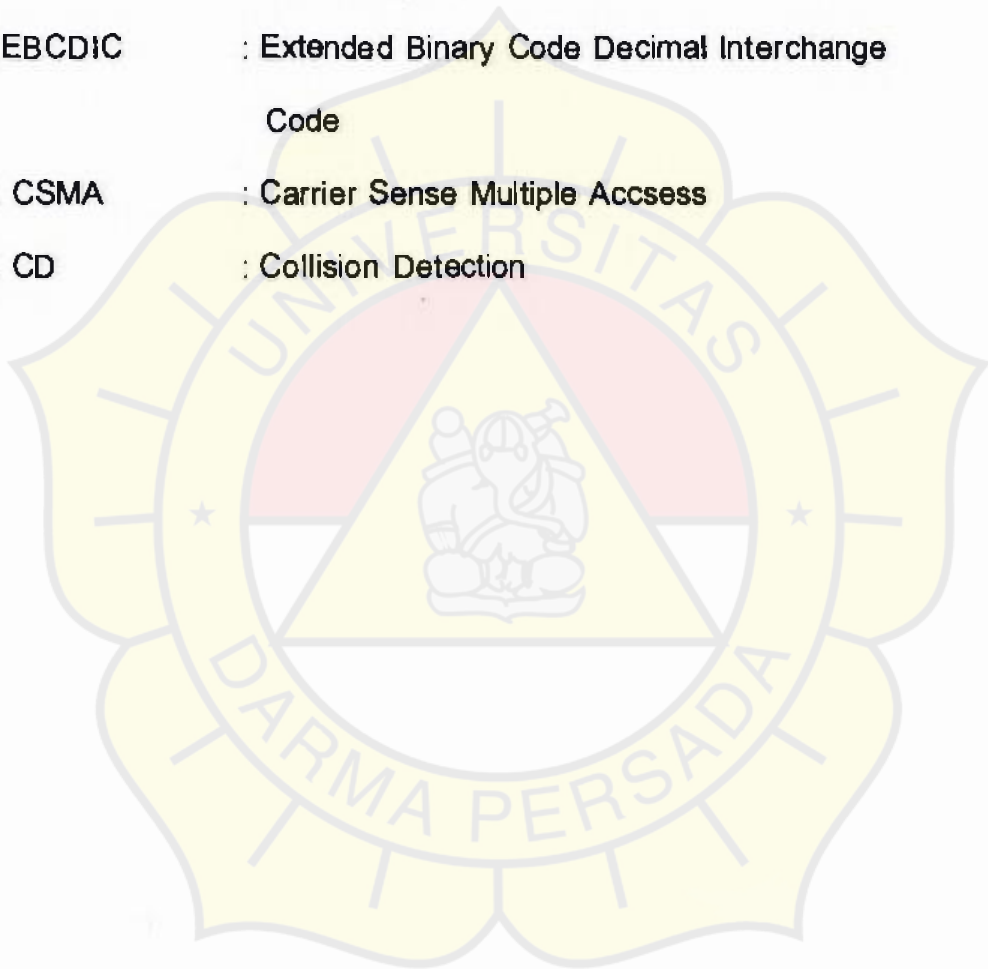 EBCDIC : Extended Binary Code Decimal Interchange
Code
CSMA : Carrier Sense Multiple Accsess
CD : Collision Detection
UNIVERSITAS
DARMA PERSADA